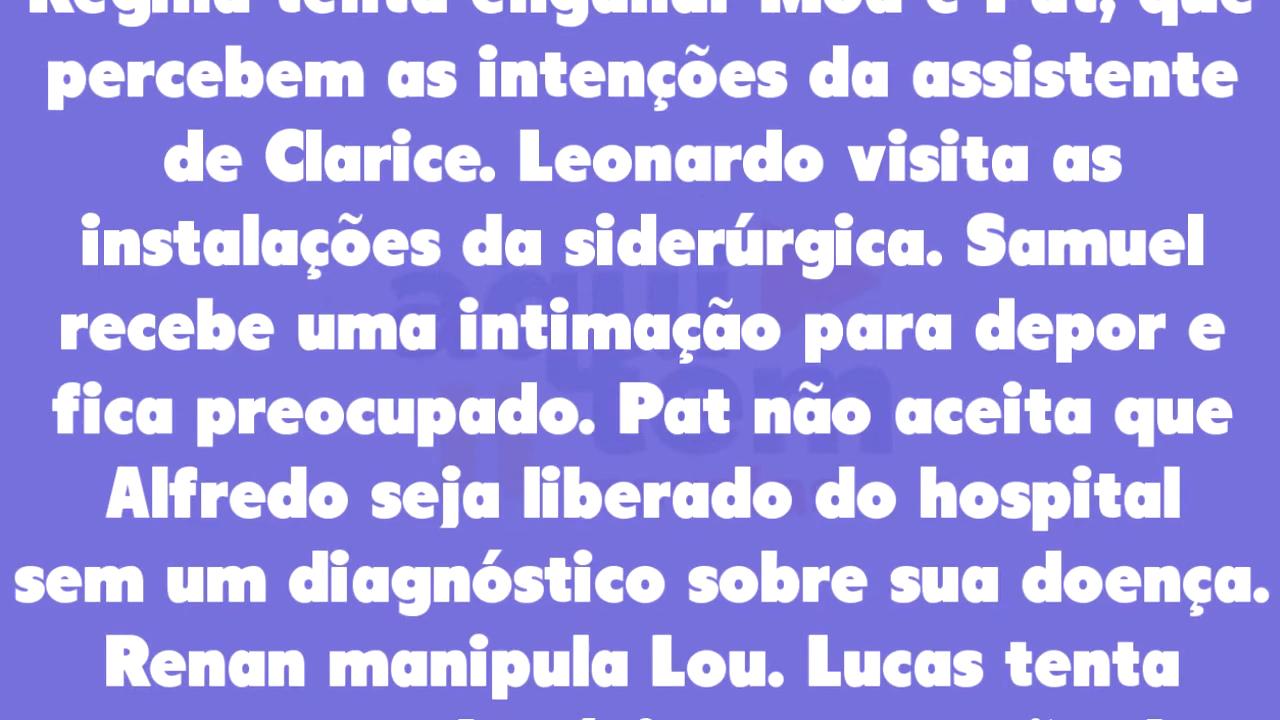 Regina tenta enganar Moa e Pat, que
percebem as intenções da assistente
de Clarice. Leonardo visita as
instalações da siderúrgica. Samuel
recebe uma intimação para depor e
fica preocupado. Pat não aceita que
Alfredo seja liberado do hospital
sem um diagnóstico sobre sua doença.
Renan manipula Lou. Lucas tenta
aqui
tem